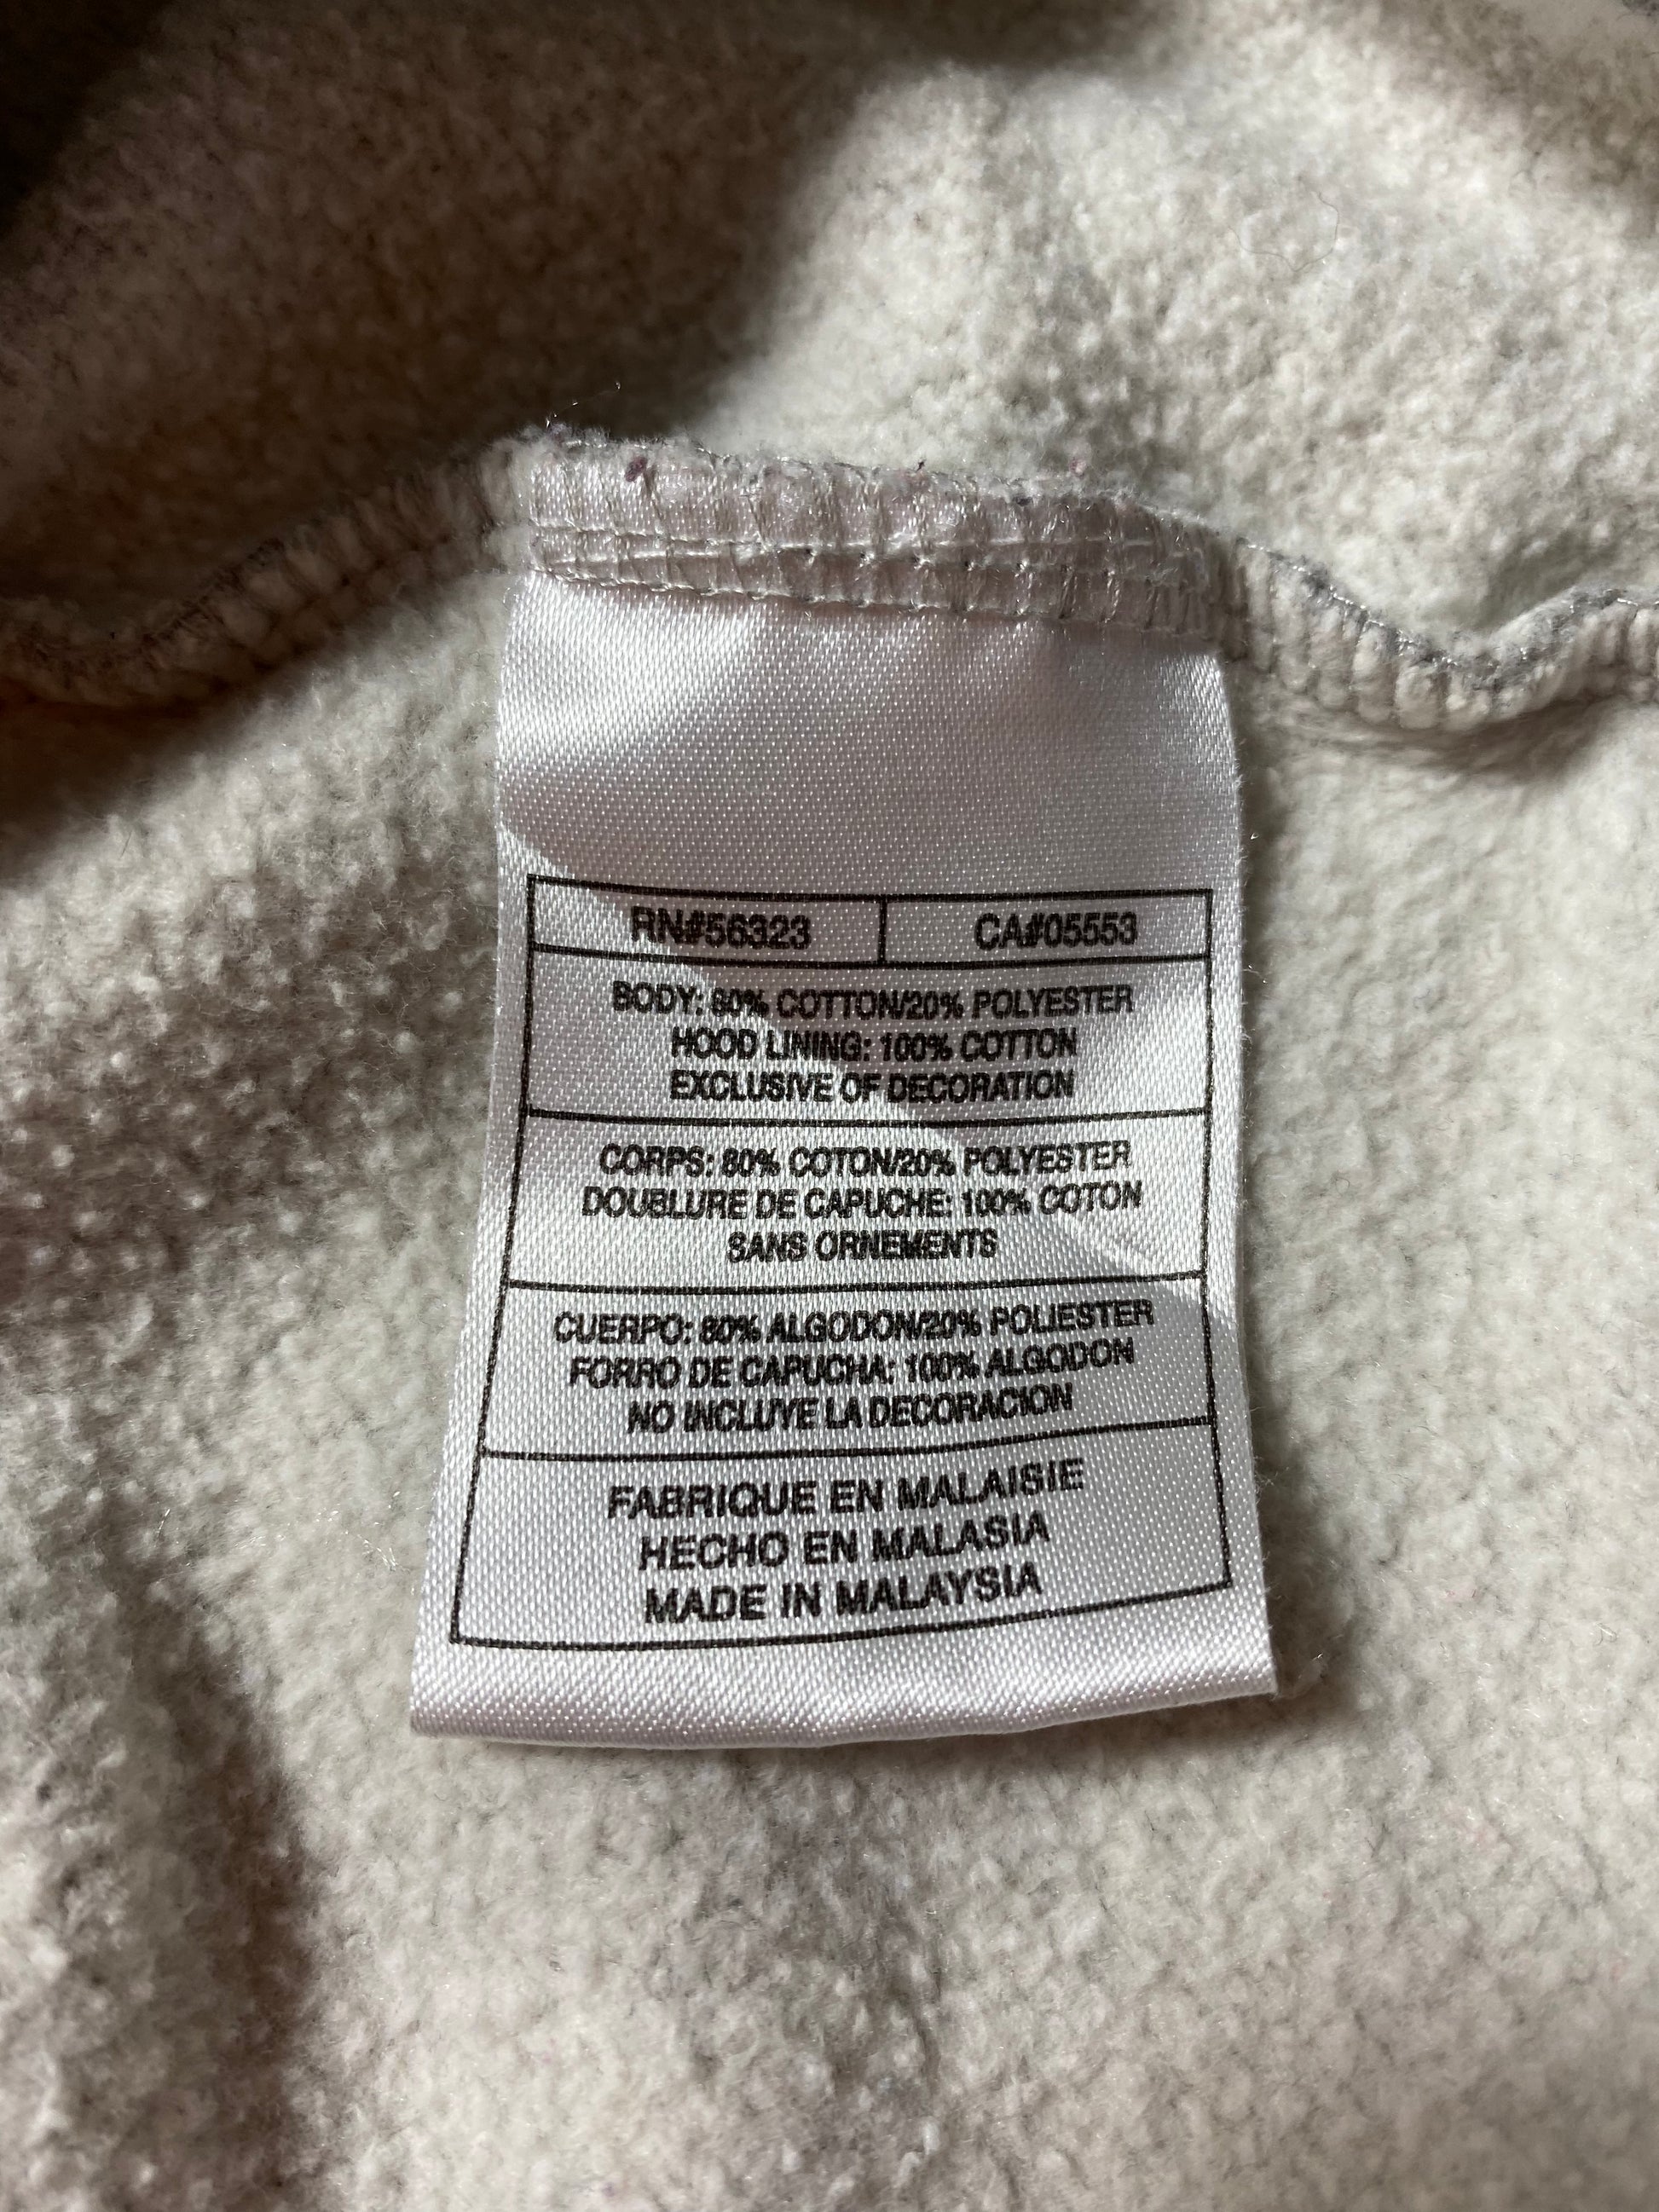 RN#56323 CA#05553
BODY: 80% COTTON/20% POLYESTER
HOOD LINING: 100% COTTON
EXCLUSIVE OF DECORATION
CORPS: 80% COTON/20% POLYESTER
DOUBLURE DE CAPUCHE: 100% COTON
SANS ORNEMENTS
CUERPO: 80% ALGODON/20% POLIESTER
FORRO DE CAPUCHA: 100% ALGODON
NO INCLUYE LA DECORACION
FABRIQUE EN MALAISIE
HECHO EN MALASIA
MADE IN MALAYSIA